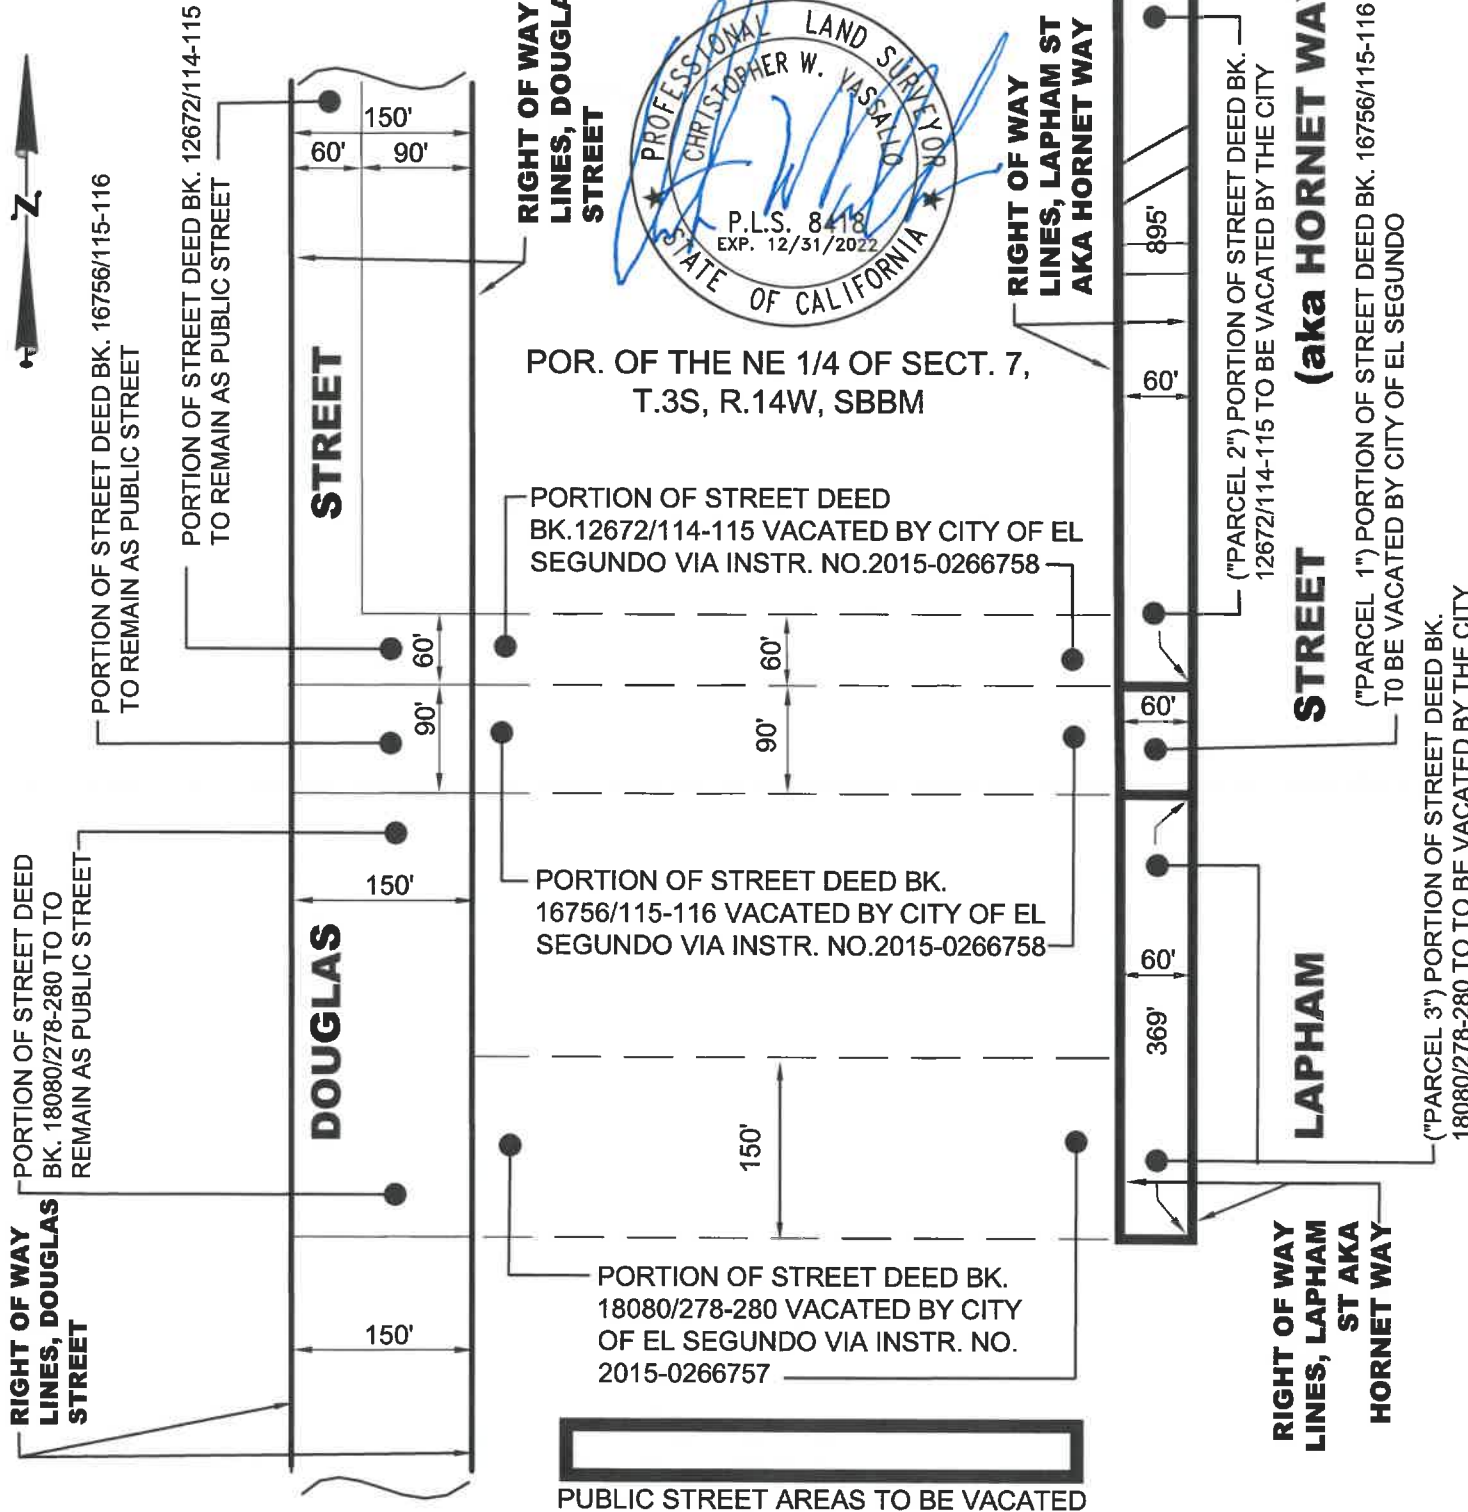 Z
PORTION OF STREET DEED BK. 12672/114-115
TO REMAIN AS PUBLIC STREET
PORTION OF STREET DEED BK. 16756/115-116
TO REMAIN AS PUBLIC STREET
150'
60'
90'
RIGHT OF WAY
LINES,
STREET
PROFESSIONAL LAND SURVEYOR
CHRISTOPHER W. VASSALLO
P.L.S. 8418
EXP. 12/31/2022
STATE OF CALIFORNIA
RIGHT OF WAY
LINES, LAPHAM ST
AKA HORNET WAY
895'
60'
("PARCEL 2") PORTION OF STREET DEED BK.
12672/114-115 TO BE VACATED BY THE CITY
STREET
(aka HORNET
POR. OF THE NE 1/4 OF SECT. 7,
T.3S, R.14W, SBBM
PORTION OF STREET DEED
BK.12672/114-115 VACATED BY CITY OF EL
SEGUNDO VIA INSTR. NO.2015-0266758
60'
60'
90'
90'
60'
STREET
("PARCEL 1") PORTION OF STREET DEED BK. 16756/115-116
TO BE VACATED BY CITY OF EL SEGUNDO
PORTION OF STREET DEED
BK. 18080/278-280 TO TO
REMAIN AS PUBLIC STREET
150'
DOUGLAS
PORTION OF STREET DEED BK.
16756/115-116 VACATED BY CITY OF EL
SEGUNDO VIA INSTR. NO.2015-0266758
60'
369'
LAPHAM
("PARCEL 3") PORTION OF STREET DEED BK.
18080/278-280 TO TO BE VACATED BY THE CITY
150'
RIGHT OF WAY
LINES, DOUGLAS
STREET
150'
PORTION OF STREET DEED BK.
18080/278-280 VACATED BY CITY
OF EL SEGUNDO VIA INSTR. NO.
2015-0266757
RIGHT OF WAY
LINES, LAPHAM
ST AKA
HORNET WAY
PUBLIC STREET AREAS TO BE VACATED